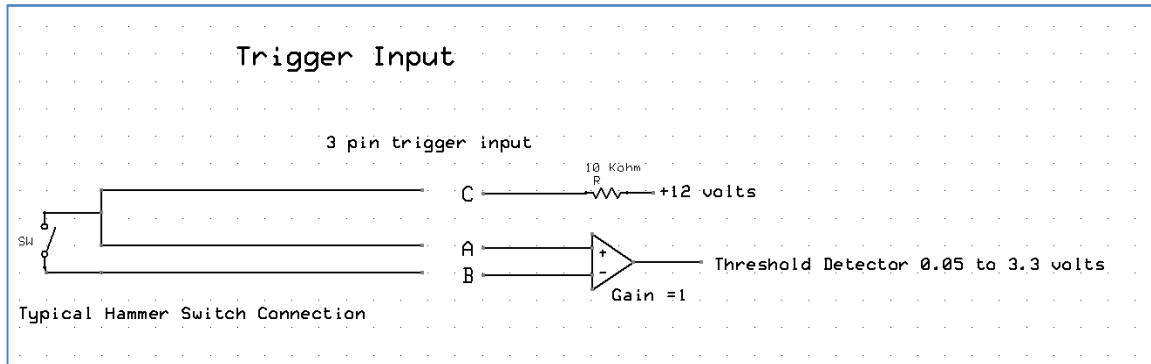 Trigger Input
3 pin trigger input
10 Kohm
R
C
+12 volts
SW
A
+
Threshold Detector 0.05 to 3.3 volts
B
-
Gain =1
Typical Hammer Switch Connection